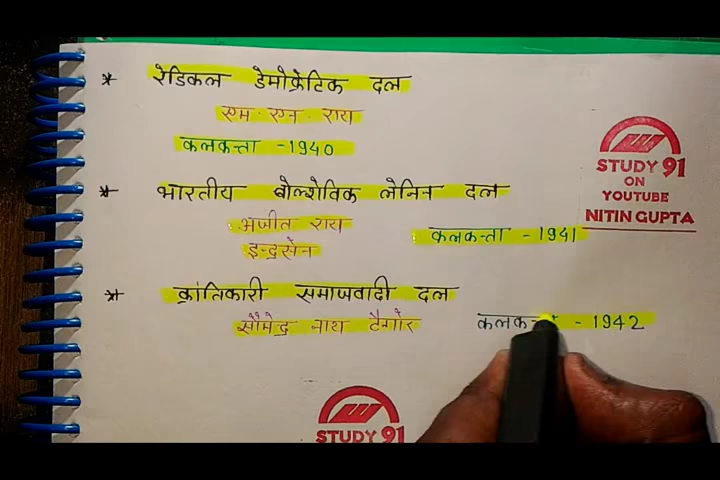 * रेडिकल डेमोक्रेटिक दल
एम. एन. राय
कलकत्ता - 1940
* भारतीय बोल्शेविक लेनिन दल
अजीत राय
कलकत्ता - 1941
इन्द्रसेन
* क्रांतिकारी समाजवादी दल
सौमेंद्र नाथ टैगोर
- 1942
STUDY 91
ON
YOUTUBE
NITIN GUPTA
STUDY 91